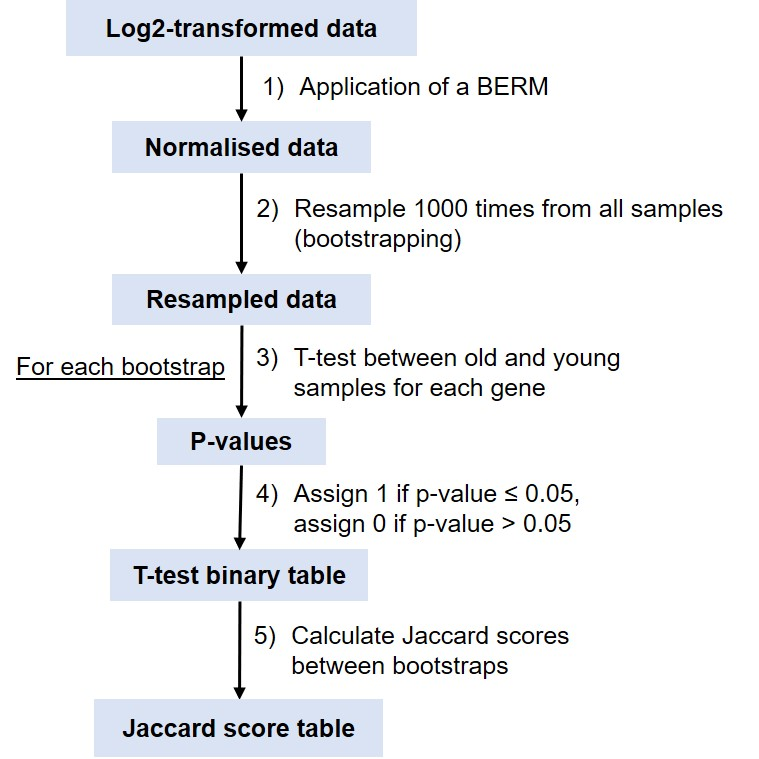 Log2-transformed data
1) Application of a BERM
Normalised data
2) Resample 1000 times from all samples
(bootstrapping)
Resampled data
For each bootstrap
3) T-test between old and young
samples for each gene
P-values
4) Assign 1 if p-value ≤ 0.05,
assign 0 if p-value > 0.05
T-test binary table
5) Calculate Jaccard scores
between bootstraps
Jaccard score table